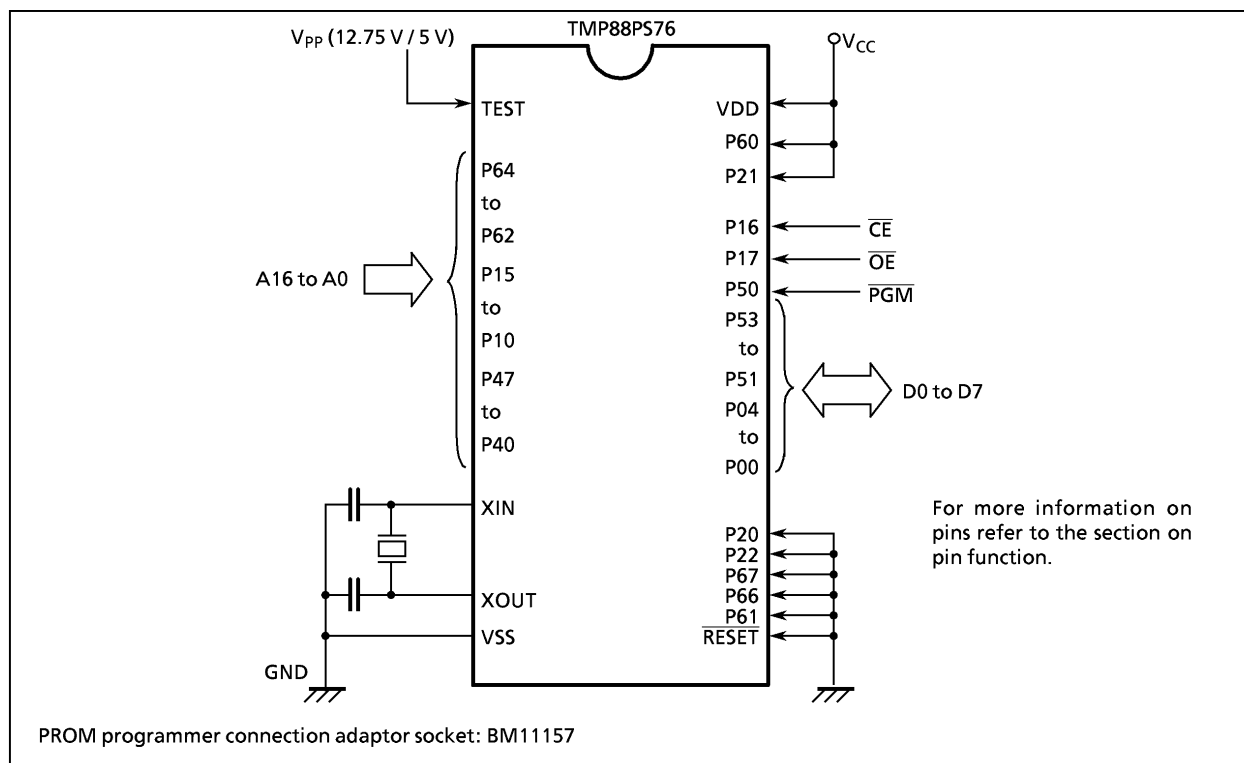 TMP88PS76
VPP (12.75 V / 5 V)
VCC
TEST
P64
to
P62
P15
to
P10
P47
to
P40
A16 to A0
XIN
XOUT
VSS
GND
VDD
P60
P21
P16
CE
P17
OE
P50
PGM
P53
to
P51
P04
to
P00
D0 to D7
P20
P22
P67
P66
P61
RESET
For more information on
pins refer to the section on
pin function.
PROM programmer connection adaptor socket: BM11157